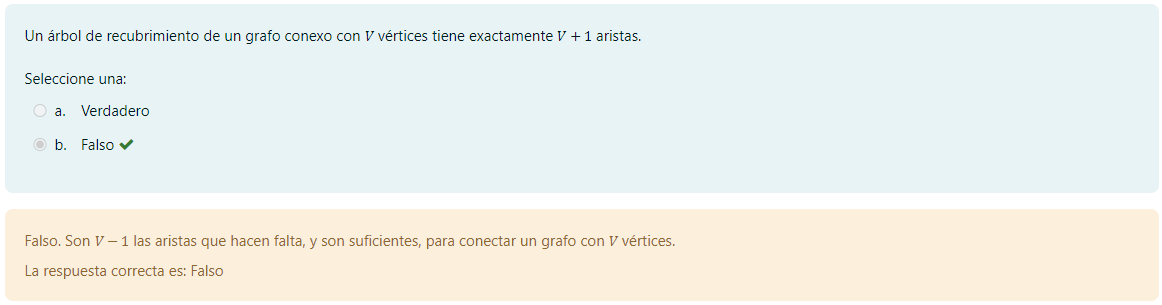 Un árbol de recubrimiento de un grafo conexo con V vértices tiene exactamente V + 1 aristas.
Seleccione una:
a. Verdadero
b. Falso ✔
Falso. Son V − 1 las aristas que hacen falta, y son suficientes, para conectar un grafo con V vértices.
La respuesta correcta es: Falso